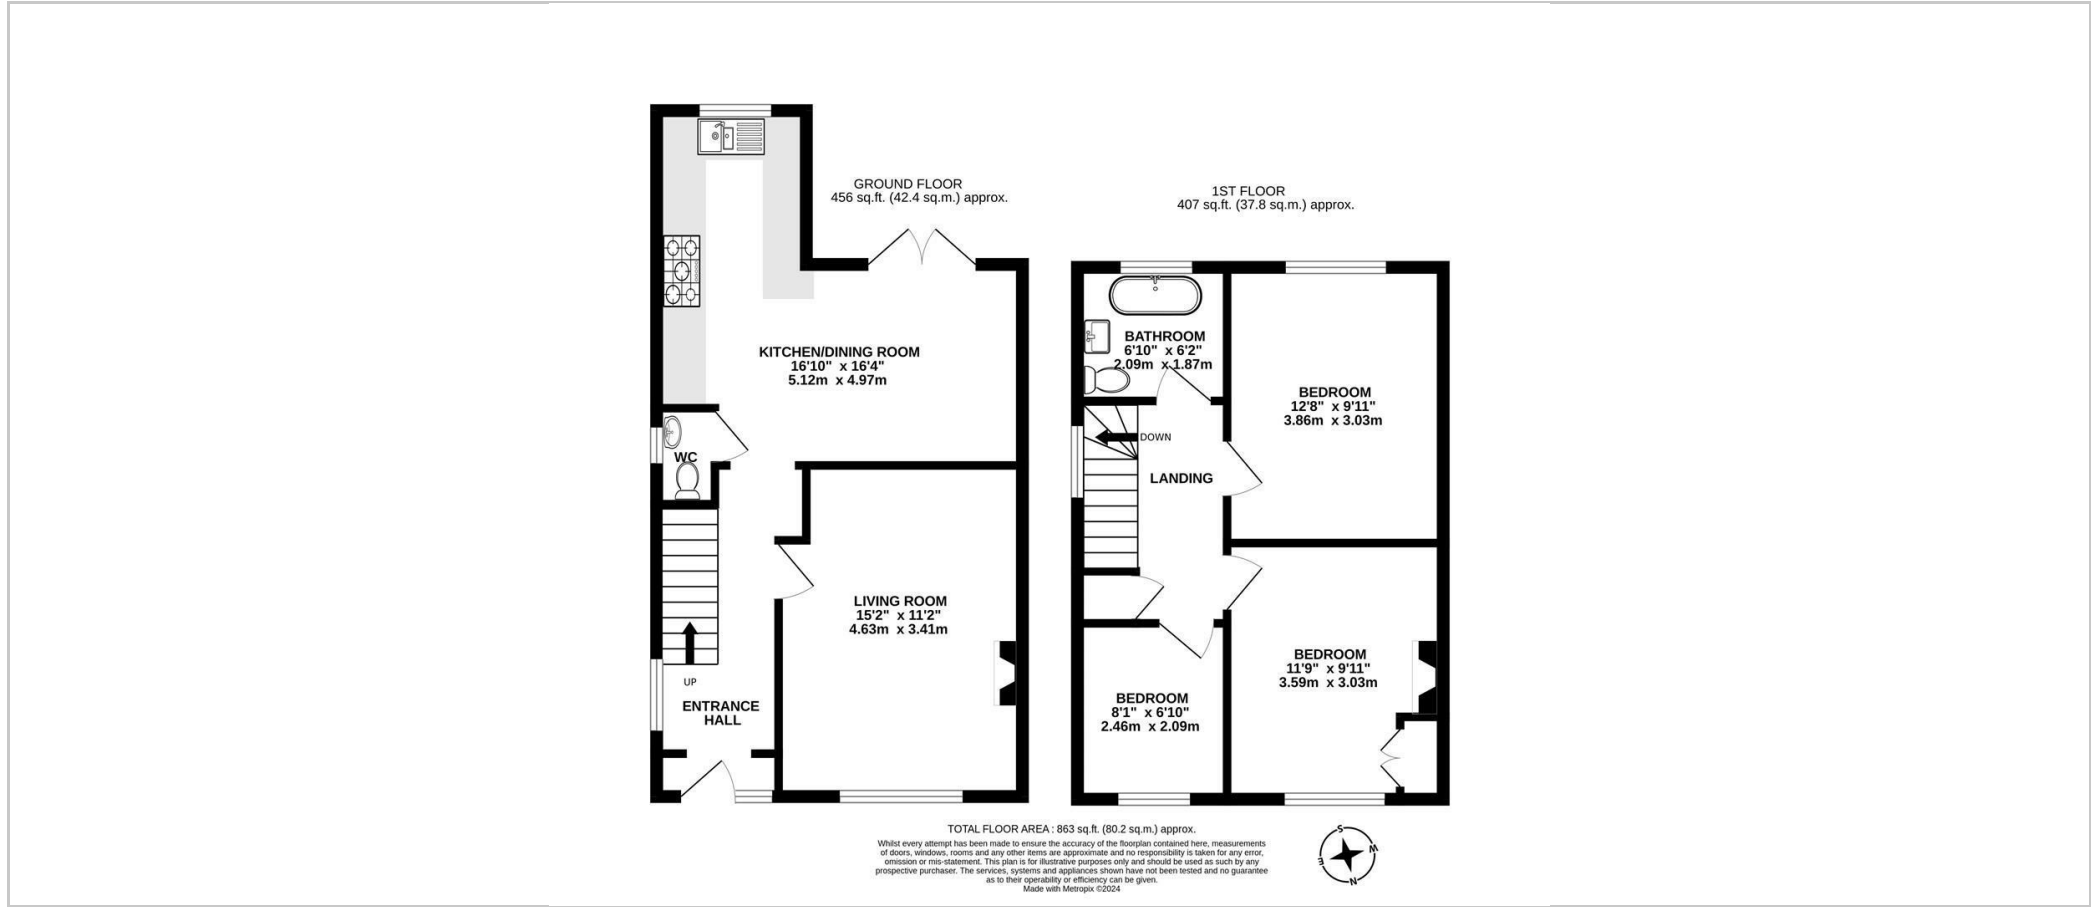 GROUND FLOOR
456 sq.ft. (42.4 sq.m.) approx.
KITCHEN/DINING ROOM
16'10" x 16'4"
5.12m x 4.97m
WC
LIVING ROOM
15'2" x 11'2"
4.63m x 3.41m
UP
ENTRANCE
HALL
1ST FLOOR
407 sq.ft. (37.8 sq.m.) approx.
BATHROOM
6'10" x 6'2"
2.09m x 1.87m
BEDROOM
12'8" x 9'11"
3.86m x 3.03m
DOWN
LANDING
BEDROOM
11'9" x 9'11"
3.59m x 3.03m
BEDROOM
8'1" x 6'10"
2.46m x 2.09m
TOTAL FLOOR AREA : 863 sq.ft. (80.2 sq.m.) approx.
Whilst every attempt has been made to ensure the accuracy of the floorplan contained here, measurements
of doors, windows, rooms and any other items are approximate and no responsibility is taken for any error,
omission or mis-statement. This plan is for illustrative purposes only and should be used as such by any
prospective purchaser. The services, systems and appliances shown have not been tested and no guarantee
as to their operability or efficiency can be given.
Made with Metropix ©2024
S
W
E
N